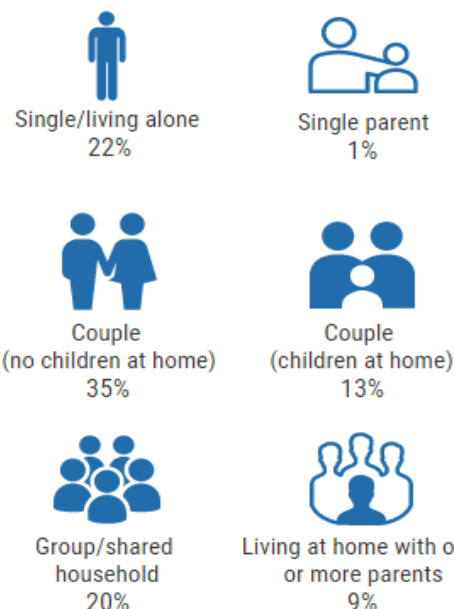 Single/living alone
22%
Single parent
1%
Couple
(no children at home)
35%
Couple
(children at home)
13%
Group/shared
household
20%
Living at home with
or more parents
9%